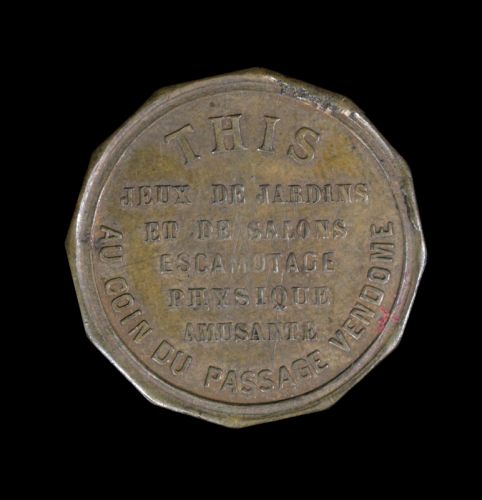 THIS
JEUX DE JARDINS
ET DE SALONS
ESCAMOTAGE
PHYSIQUE
AMUSANTE
AU COIN DU PASSAGE VENDOME